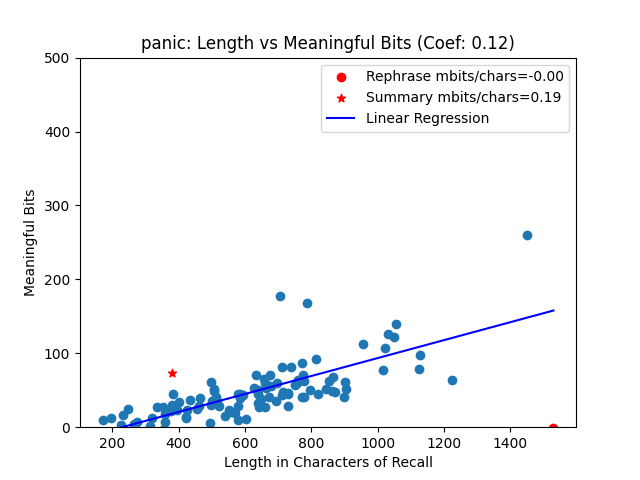 panic: Length vs Meaningful Bits (Coef: 0.12)
Rephrase mbits/chars=-0.00
Summary mbits/chars=0.19
Linear Regression
500
400
300
200
100
0
Meaningful Bits
200 400 600 800 1000 1200 1400
Length in Characters of Recall